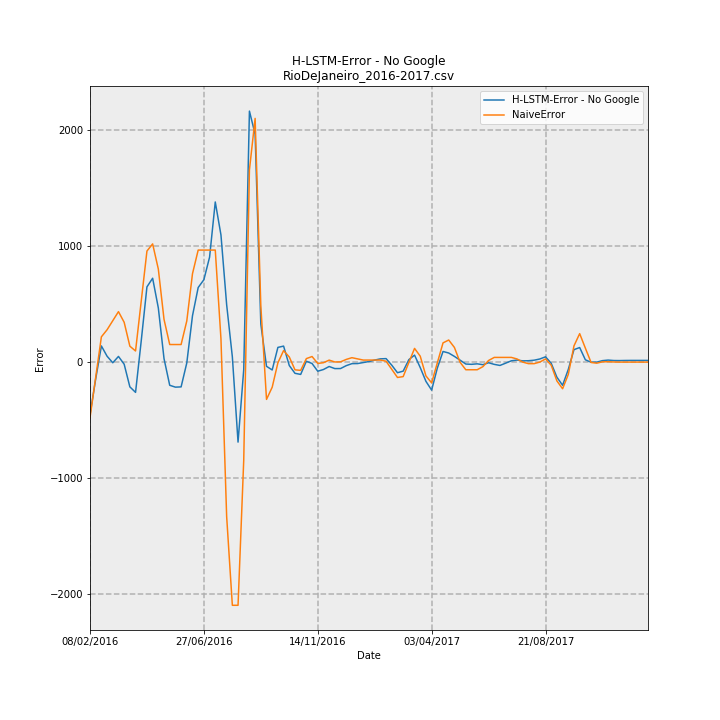 H-LSTM-Error - No Google
RioDeJaneiro_2016-2017.csv
H-LSTM-Error - No Google
NaiveError
2000
1000
0
−1000
−2000
Error
08/02/2016
27/06/2016
14/11/2016
03/04/2017
21/08/2017
Date